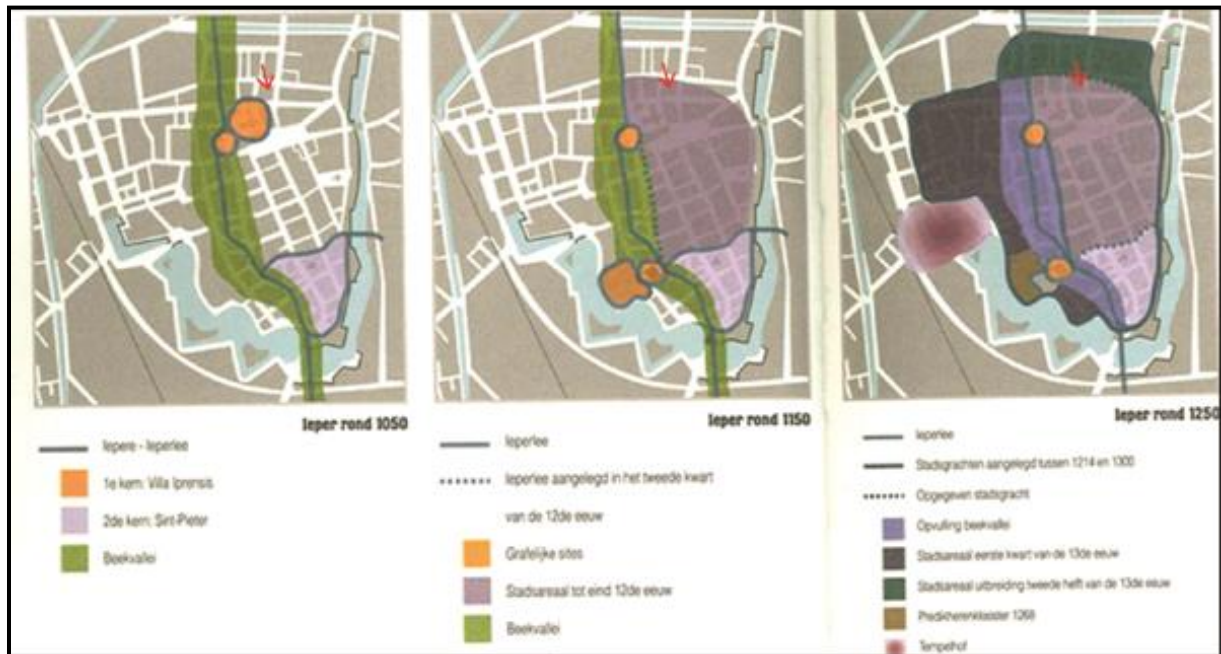 Ieper rond 1050
Iepere - Ieperlee
1e kern: Villa Iprensis
2de kern: Sint-Pieter
Beekvallei
Ieper rond 1150
Ieperlee
Ieperlee aangelegd in het tweede kwart
van de 12de eeuw
Grafelijke sites
Stadsareaal tot eind 12de eeuw
Beekvallei
Ieper rond 1250
Ieperlee
Stadsgrachten aangelegd tussen 1214 en 1300
Opgegeven stadsgracht
Opvulling beekvallei
Stadsareaal eerste kwart van de 13de eeuw
Stadsareaal uitbreiding tweede helft van de 13de eeuw
Predikherenklooster 1268
Tempelhof